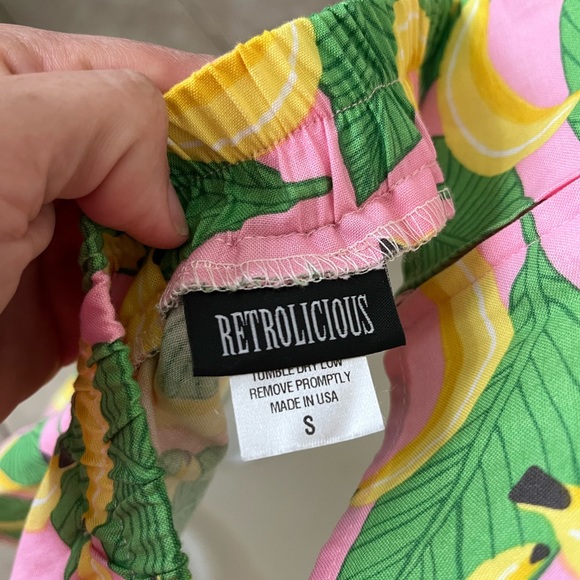 RETROLICIOUS
TUMBLE DRY LOW
REMOVE PROMPTLY
MADE IN USA
S